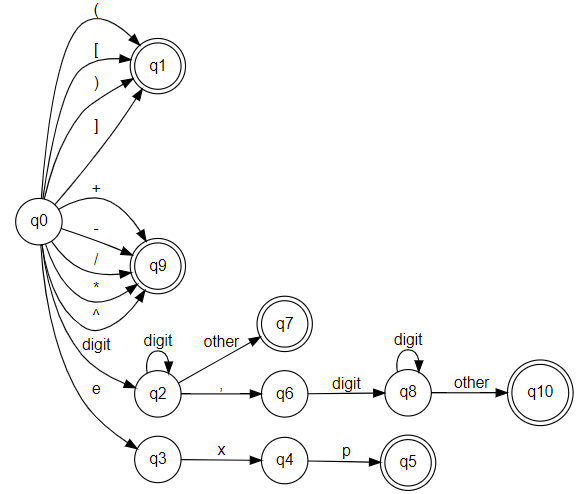 (
[
q1
)
]
+
q0
-
/
q9
*
^
digit digit other q7
digit
e q2 , q6 digit q8 other q10
q3 x q4 p q5